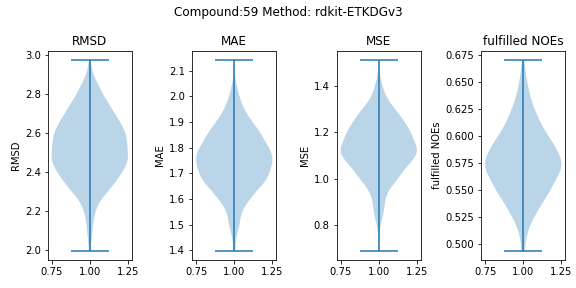 Compound:59 Method: rdkit-ETKDGv3
RMSD
MAE
MSE
fulfilled NOEs
3.0
2.8
2.6
2.4
2.2
2.0
RMSD
0.75 1.00 1.25
2.1
2.0
1.9
1.8
1.7
1.6
1.5
1.4
MAE
0.75 1.00 1.25
1.4
1.2
1.0
0.8
MSE
0.75 1.00 1.25
0.675
0.650
0.625
0.600
0.575
0.550
0.525
0.500
fulfilled NOEs
0.75 1.00 1.25